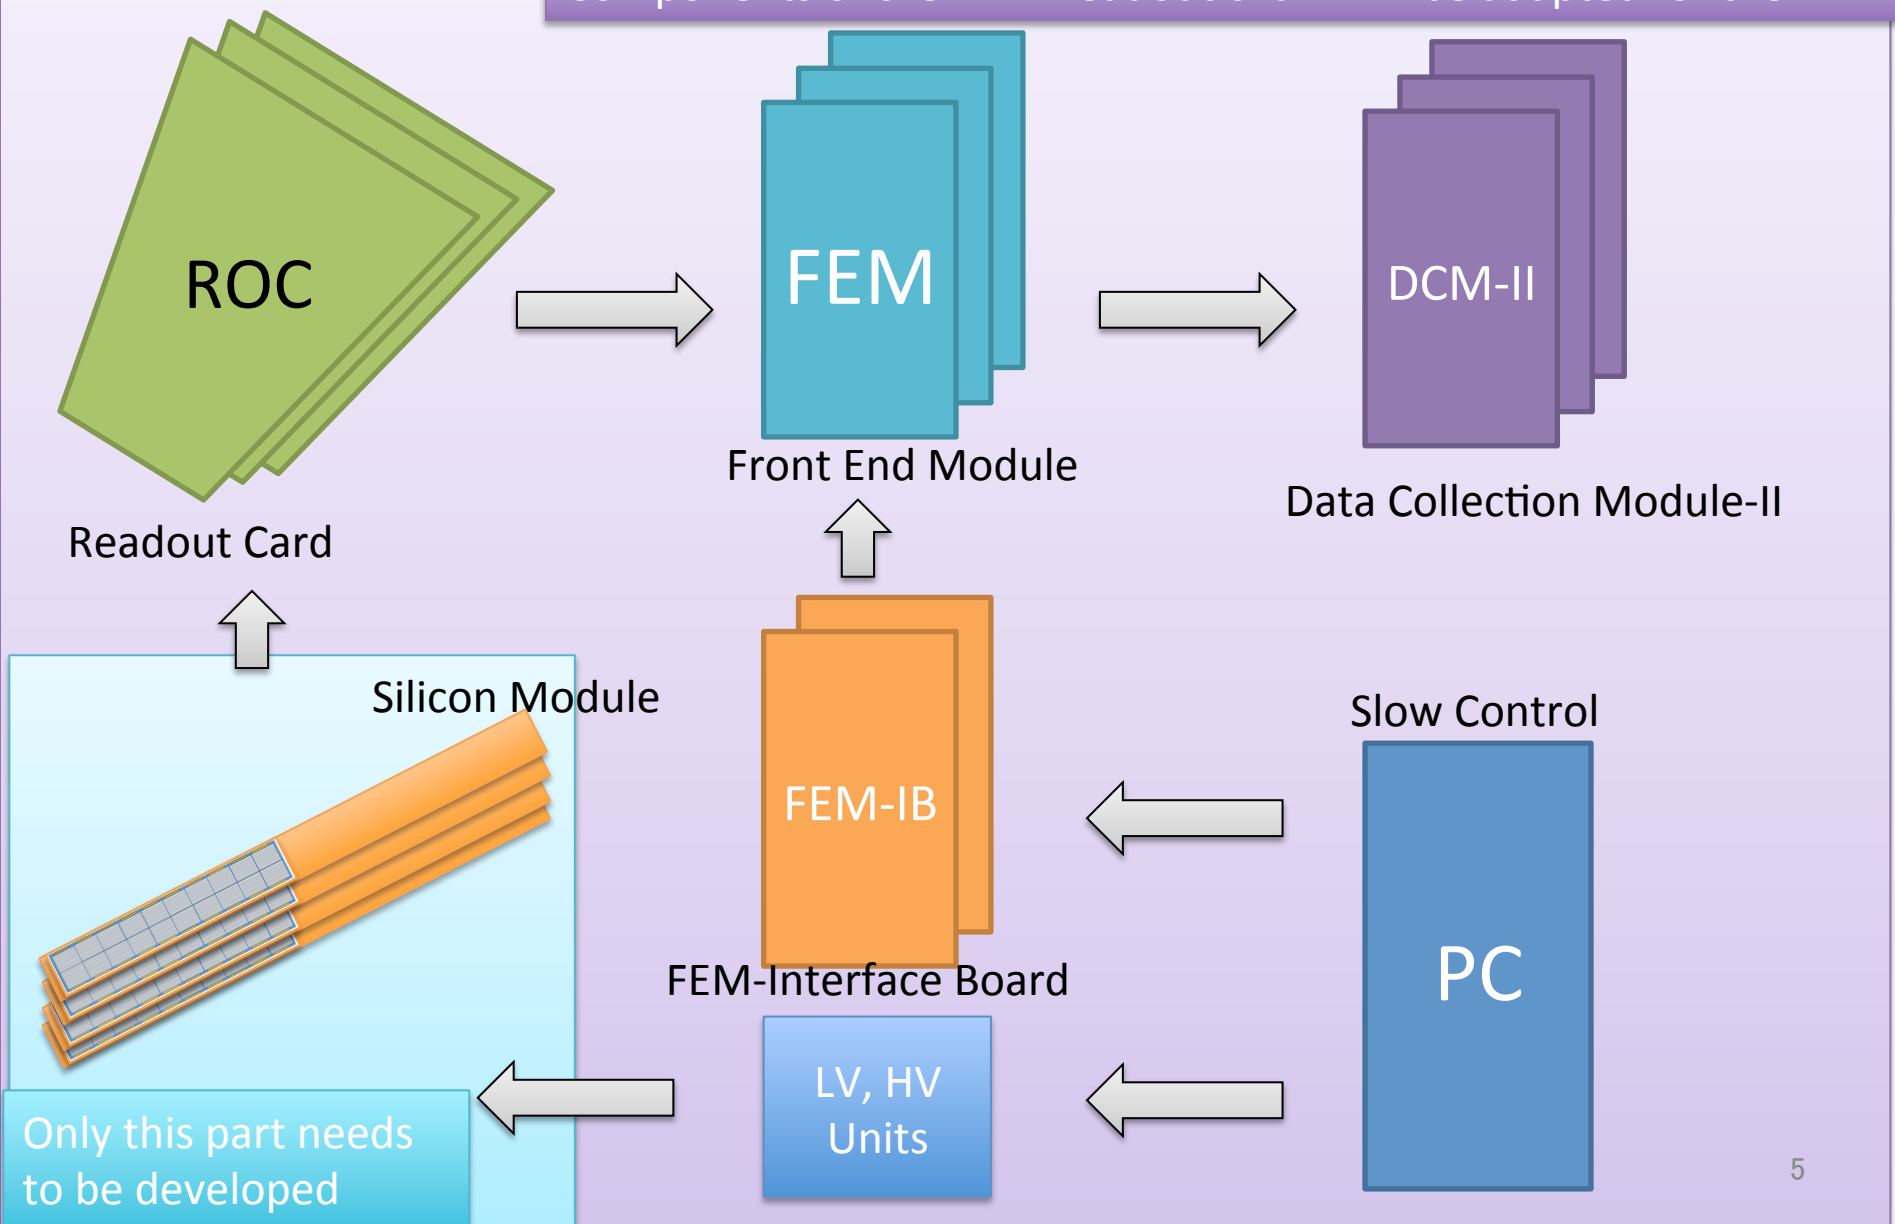 ROC
FEM
DCM-II
Front End Module
Data Collection Module-II
Readout Card
Silicon Module
Slow Control
FEM-IB
PC
FEM-Interface Board
LV, HV
Units
Only this part needs
to be developed
5